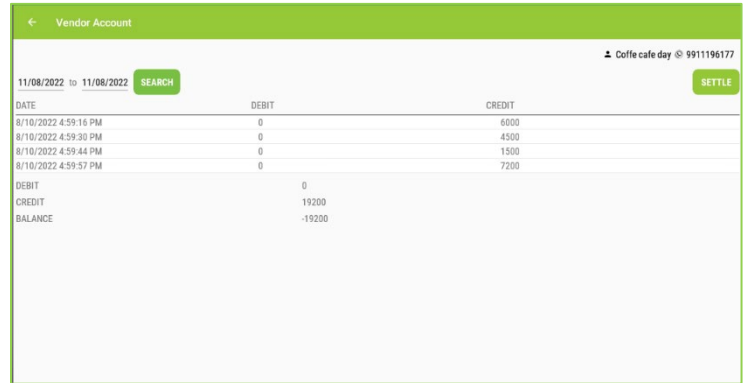 Vendor Account
Coffe cafe day 9911196177
11/08/2022 to 11/08/2022 SEARCH SETTLE
DATE DEBIT CREDIT
8/10/2022 4:59:16 PM 0 6000
8/10/2022 4:59:30 PM 0 4500
8/10/2022 4:59:44 PM 0 1500
8/10/2022 4:59:57 PM 0 7200
DEBIT 0
CREDIT 19200
BALANCE -19200